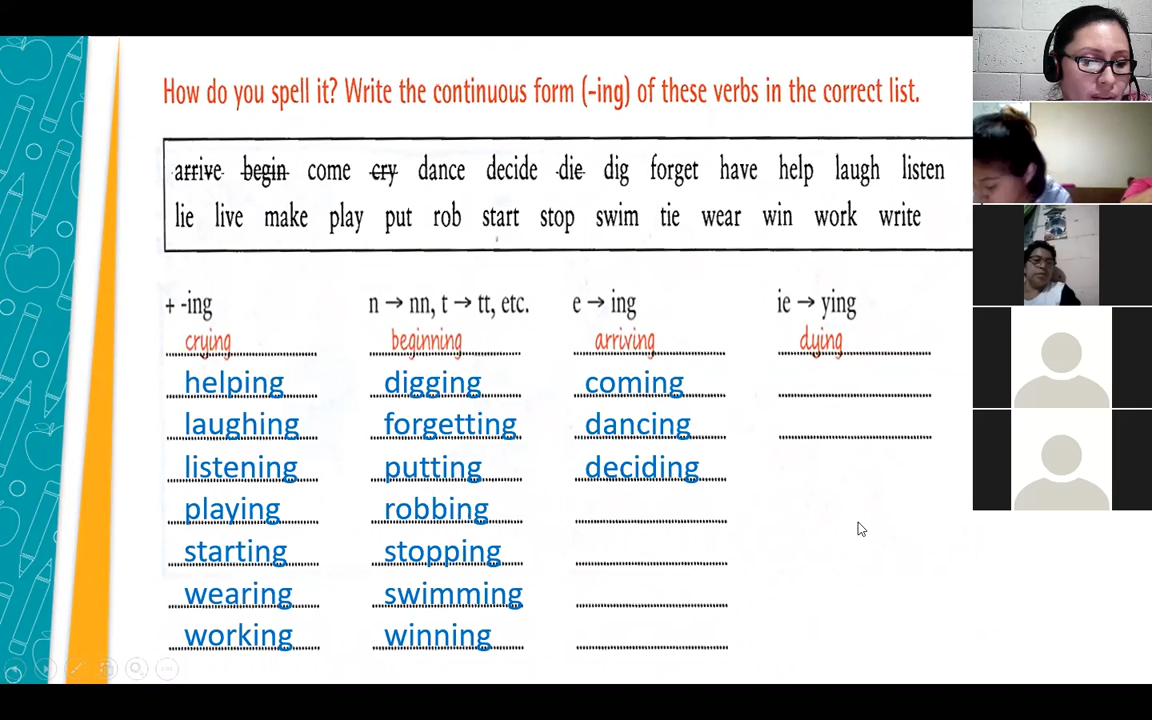 How do you spell it? Write the continuous form (-ing) of these verbs in the correct list.
arrive begin come cry dance decide die dig forget have help laugh listen
lie live make play put rob start stop swim tie wear win work write
+ -ing n → nn, t → tt, etc. e → ing ie → ying
crying beginning arriving dying
helping digging coming
laughing forgetting dancing
listening putting deciding
playing robbing
starting stopping
wearing swimming
working winning